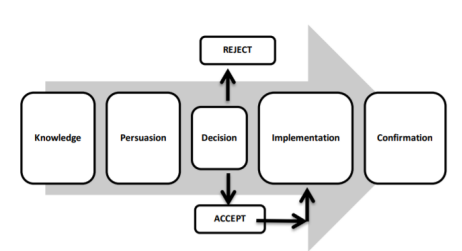 REJECT
Knowledge
Persuasion
Decision
Implementation
Confirmation
ACCEPT